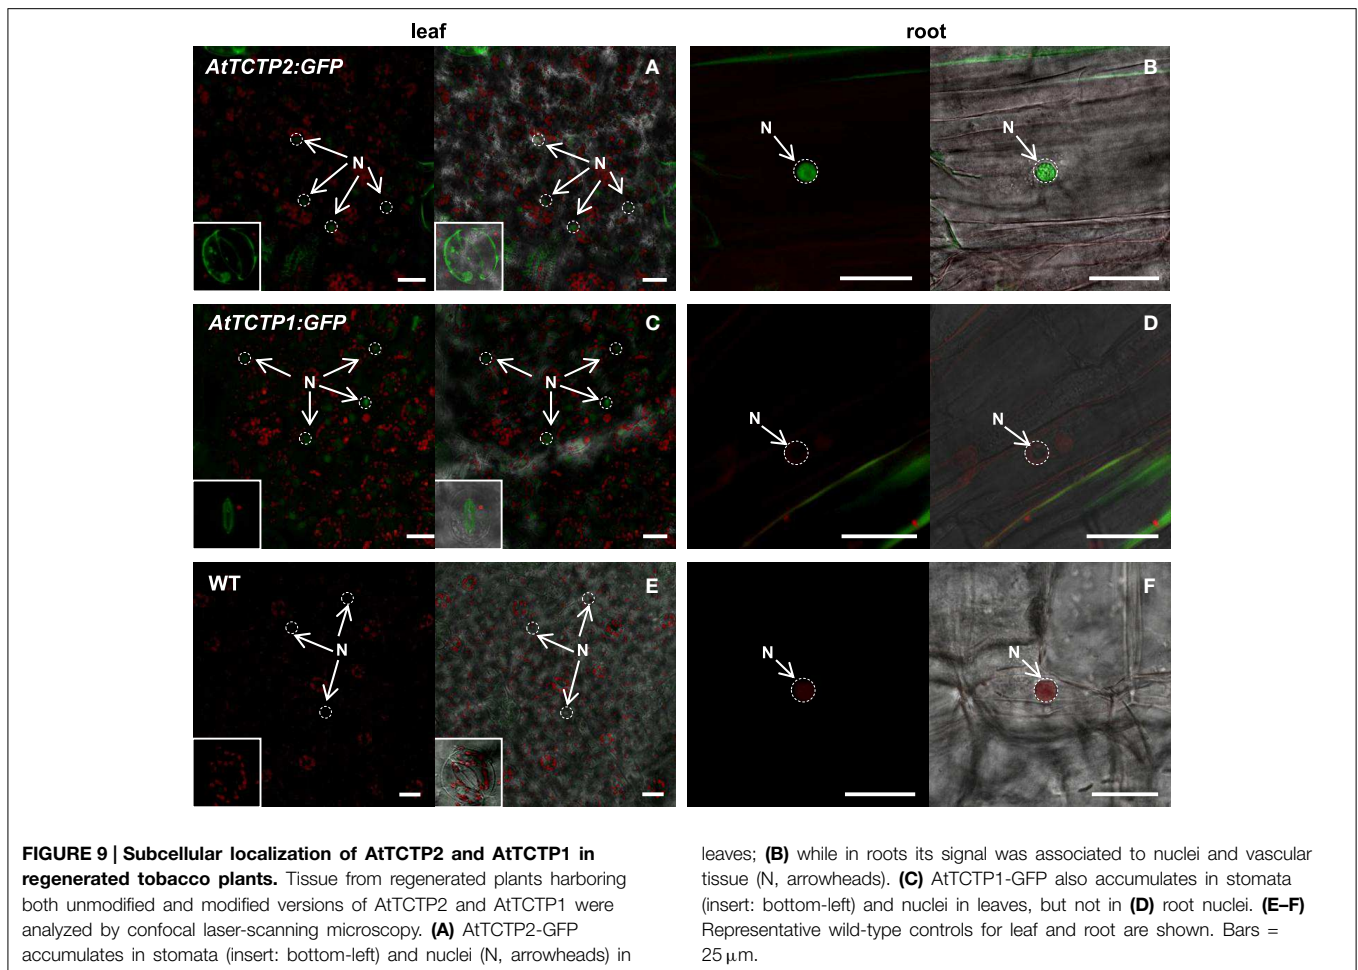 leaf
root
AtTCTP2:GFP
A
N
N
B
N
N
AtTCTP1:GFP
C
N
N
D
N
N
WT
E
N
N
F
N
N
FIGURE 9 | Subcellular localization of AtTCTP2 and AtTCTP1 in
regenerated tobacco plants. Tissue from regenerated plants harboring
both unmodified and modified versions of AtTCTP2 and AtTCTP1 were
analyzed by confocal laser-scanning microscopy. (A) AtTCTP2-GFP
accumulates in stomata (insert: bottom-left) and nuclei (N, arrowheads) in
leaves; (B) while in roots its signal was associated to nuclei and vascular
tissue (N, arrowheads). (C) AtTCTP1-GFP also accumulates in stomata
(insert: bottom-left) and nuclei in leaves, but not in (D) root nuclei. (E–F)
Representative wild-type controls for leaf and root are shown. Bars =
25 μm.